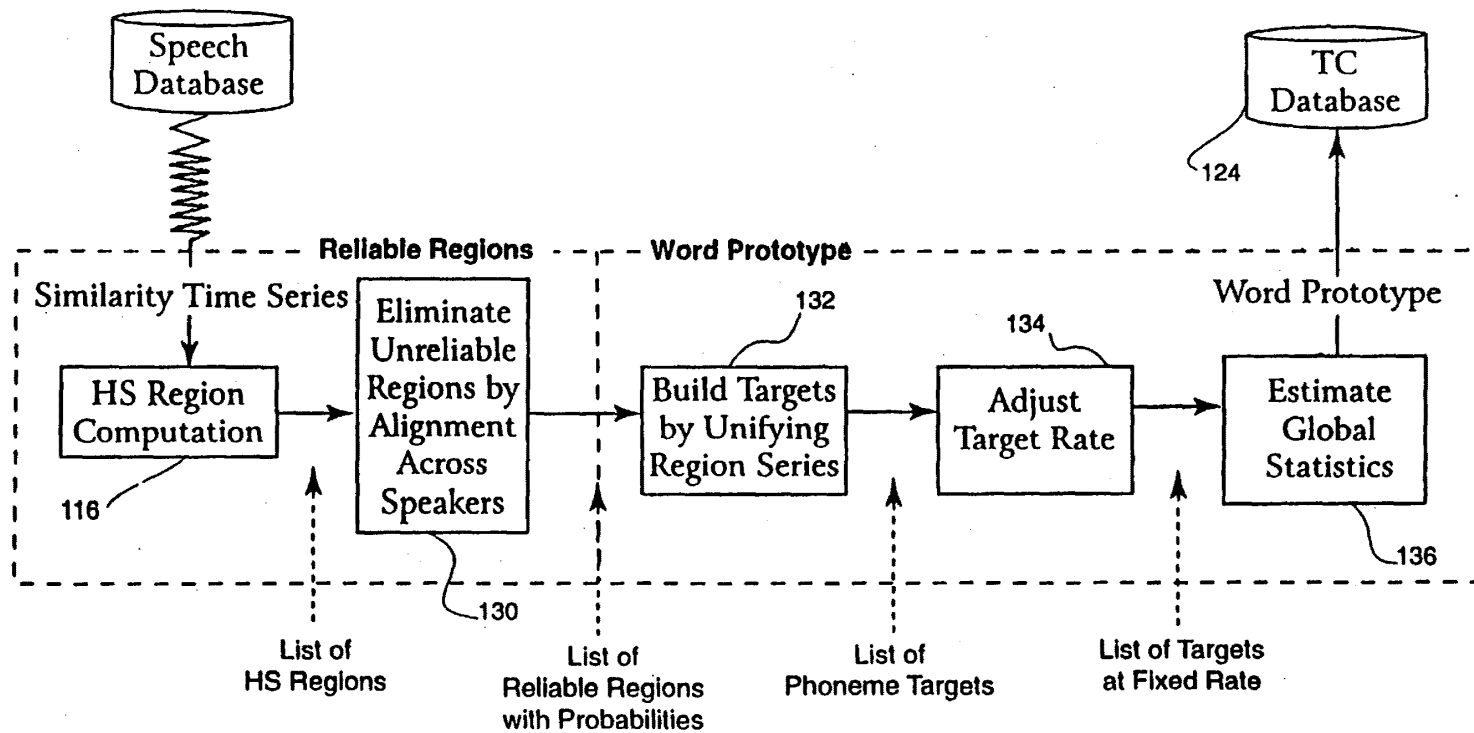 Speech
Database
TC
Database
124
Reliable Regions
Word Prototype
Similarity Time Series
Word Prototype
HS Region
Computation
116
Eliminate
Unreliable
Regions by
Alignment
Across
Speakers
130
132
Build Targets
by Unifying
Region Series
134
Adjust
Target Rate
Estimate
Global
Statistics
136
List of
HS Regions
List of
Reliable Regions
with Probabilities
List of
Phoneme Targets
List of Targets
at Fixed Rate